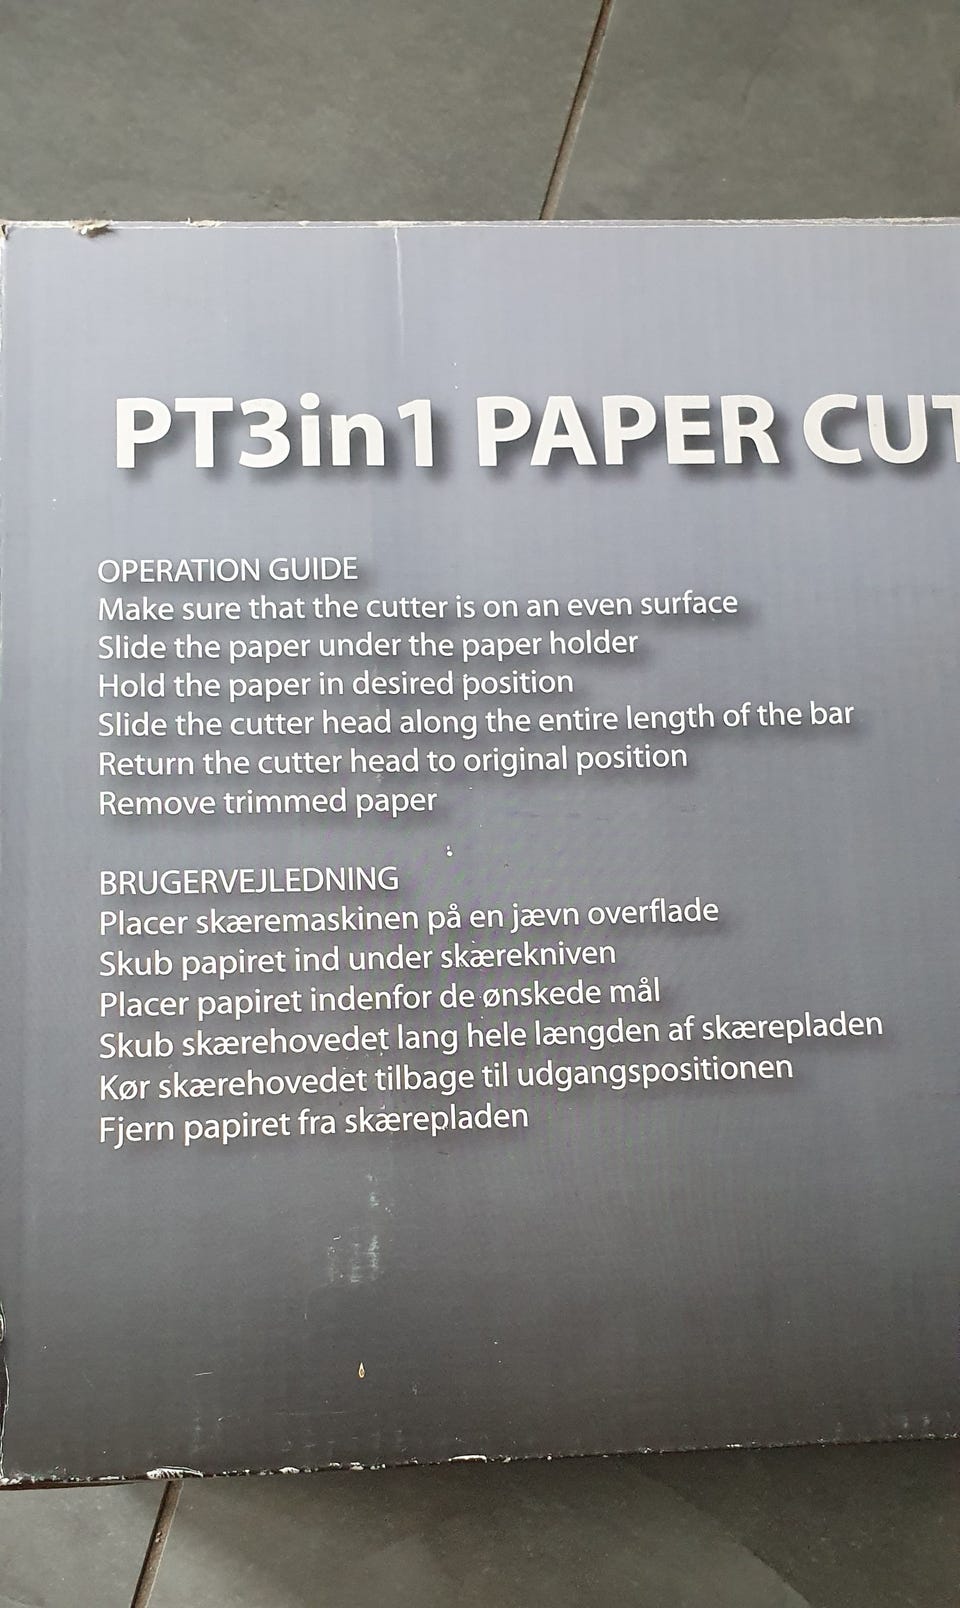 PT3in1 PAPER CUT
OPERATION GUIDE
Make sure that the cutter is on an even surface
Slide the paper under the paper holder
Hold the paper in desired position
Slide the cutter head along the entire length of the bar
Return the cutter head to original position
Remove trimmed paper
BRUGERVEJLEDNING
Placer skæremaskinen på en jævn overflade
Skub papiret ind under skærekniven
Placer papiret indenfor de ønskede mål
Skub skærehovedet lang hele længden af skærepladen
Kør skærehovedet tilbage til udgangspositionen
Fjern papiret fra skærepladen